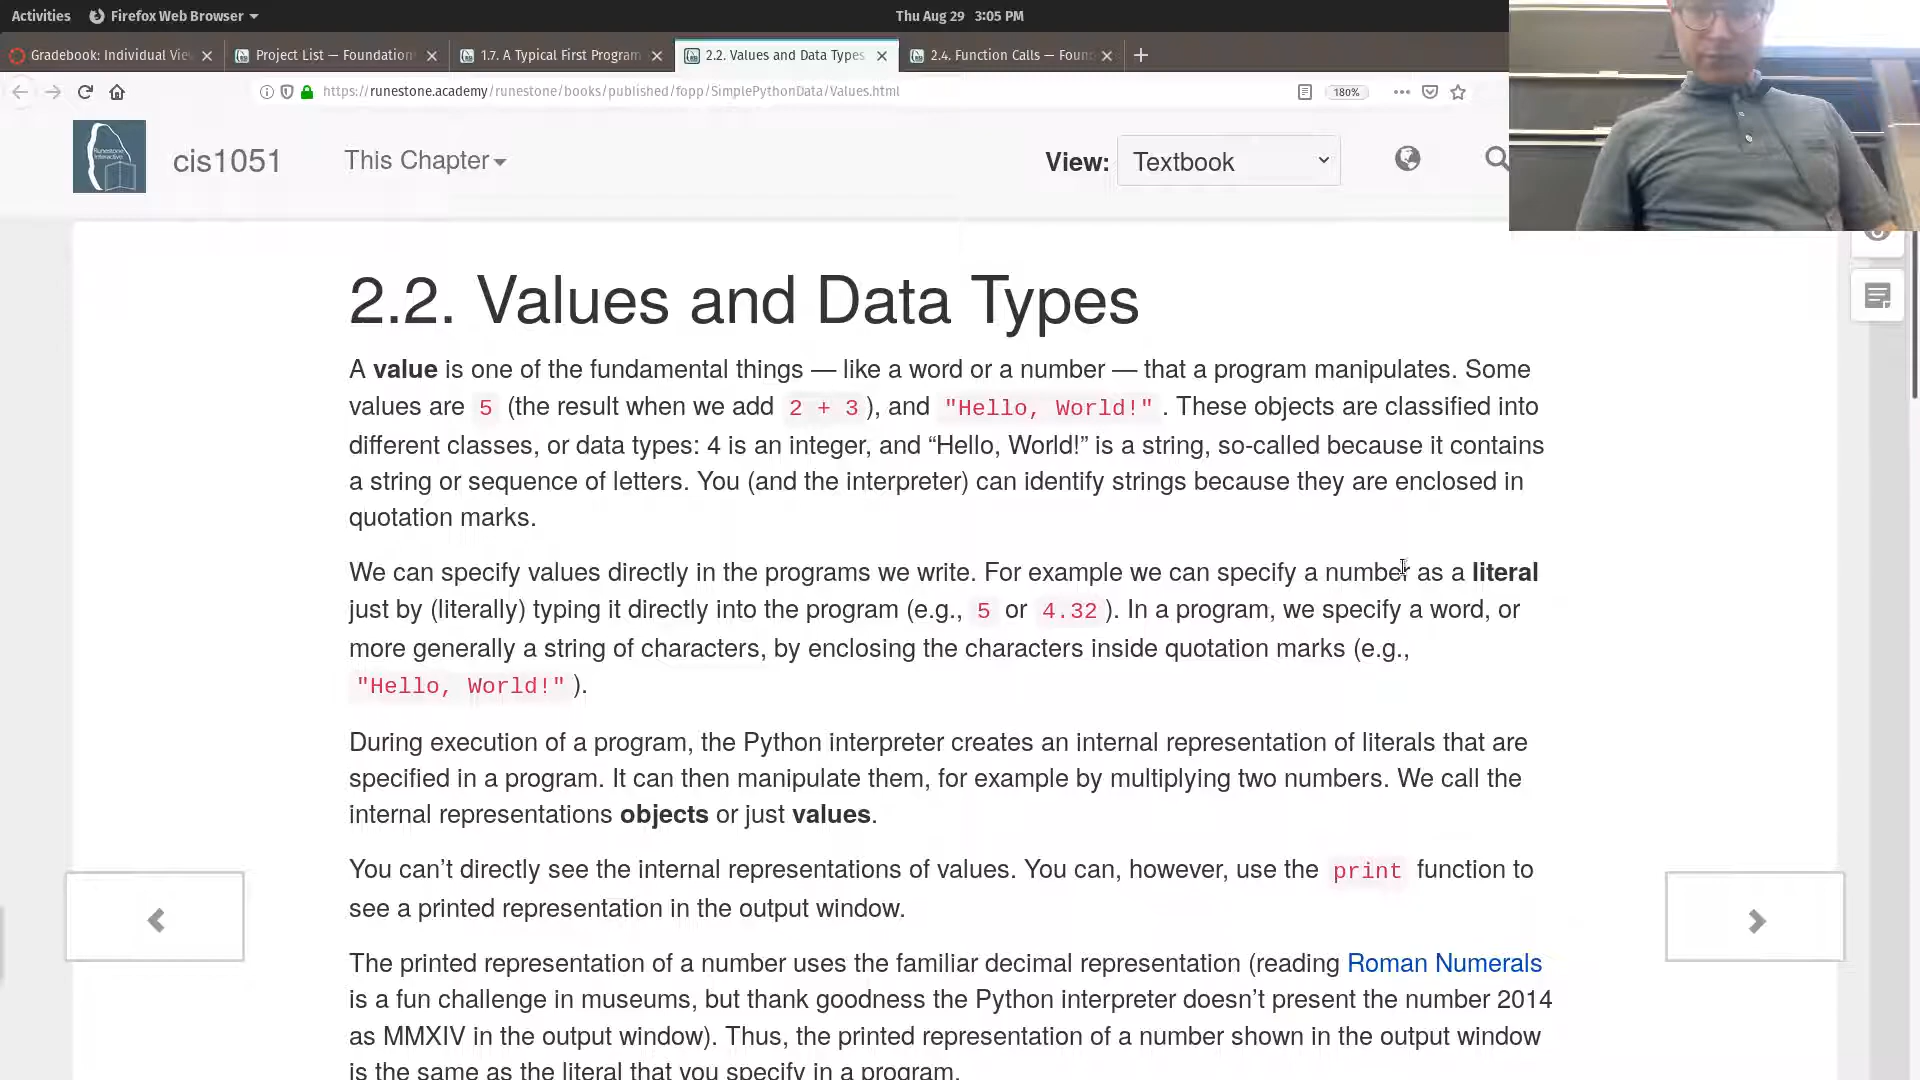 Activities Firefox Web Browser Thu Aug 29 3:05 PM
Gradebook: Individual Vie Project List — Foundation 1.7. A Typical First Program 2.2. Values and Data Types 2.4. Function Calls — Foun
https://runestone.academy/runestone/books/published/fopp/SimplePythonData/Values.html 180%
cis1051 This Chapter View: Textbook
2.2. Values and Data Types
A value is one of the fundamental things — like a word or a number — that a program manipulates. Some
values are 5 (the result when we add 2 + 3 ), and "Hello, World!" . These objects are classified into
different classes, or data types: 4 is an integer, and “Hello, World!” is a string, so-called because it contains
a string or sequence of letters. You (and the interpreter) can identify strings because they are enclosed in
quotation marks.
We can specify values directly in the programs we write. For example we can specify a number as a literal
just by (literally) typing it directly into the program (e.g., 5 or 4.32 ). In a program, we specify a word, or
more generally a string of characters, by enclosing the characters inside quotation marks (e.g.,
"Hello, World!" ).
During execution of a program, the Python interpreter creates an internal representation of literals that are
specified in a program. It can then manipulate them, for example by multiplying two numbers. We call the
internal representations objects or just values.
You can’t directly see the internal representations of values. You can, however, use the print function to
see a printed representation in the output window.
The printed representation of a number uses the familiar decimal representation (reading Roman Numerals
is a fun challenge in museums, but thank goodness the Python interpreter doesn’t present the number 2014
as MMXIV in the output window). Thus, the printed representation of a number shown in the output window
is the same as the literal that you specify in a program.